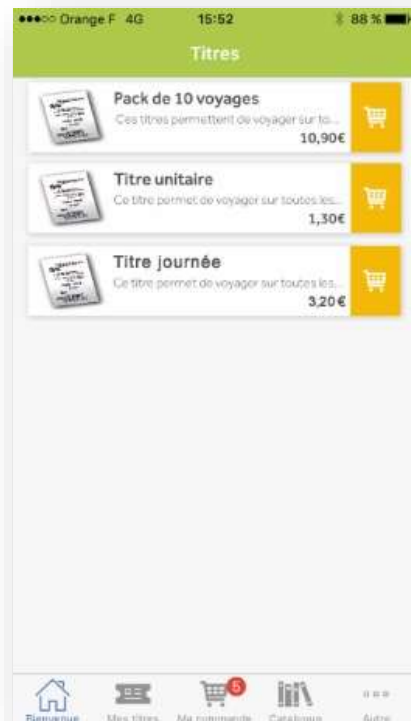 Orange F 4G 15:52 88 %
Titres
Pack de 10 voyages
Ces titres permettent de voyager sur to...
10,90€
Titre unitaire
Ce titre permet de voyager sur toutes les...
1,30€
Titre journée
Ce titre permet de voyager sur toutes les...
3,20€
5
Bienvenue Mes titres Ma commande Catalogue Autre